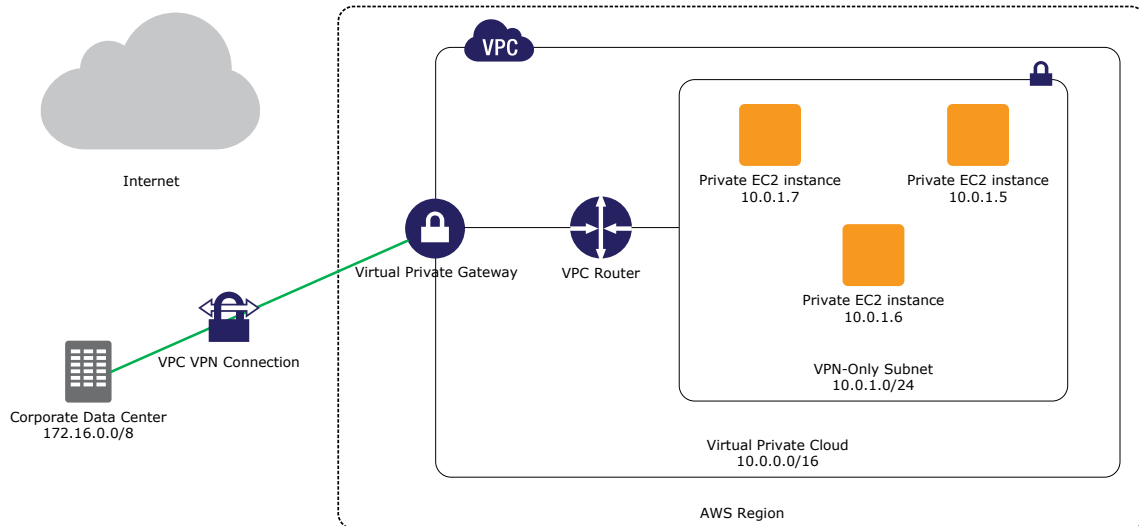 VPC
Internet
Private EC2 instance
10.0.1.7
Private EC2 instance
10.0.1.5
Virtual Private Gateway
VPC Router
Private EC2 instance
10.0.1.6
VPC VPN Connection
VPN-Only Subnet
10.0.1.0/24
Corporate Data Center
172.16.0.0/8
Virtual Private Cloud
10.0.0.0/16
AWS Region